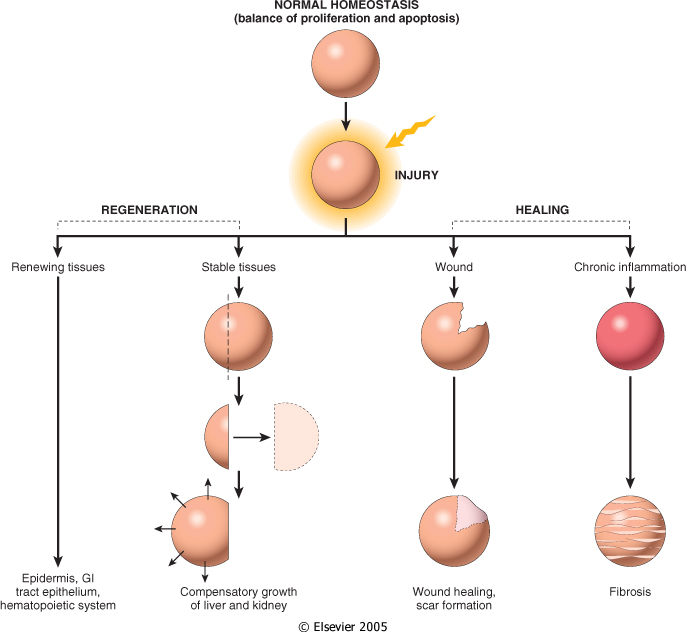 NORMAL HOMEOSTASIS
(balance of proliferation and apoptosis)
INJURY
REGENERATION
HEALING
Renewing tissues
Stable tissues
Wound
Chronic inflammation
Epidermis, GI
tract epithelium,
hematopoietic system
Compensatory growth
of liver and kidney
Wound healing,
scar formation
Fibrosis
© Elsevier 2005